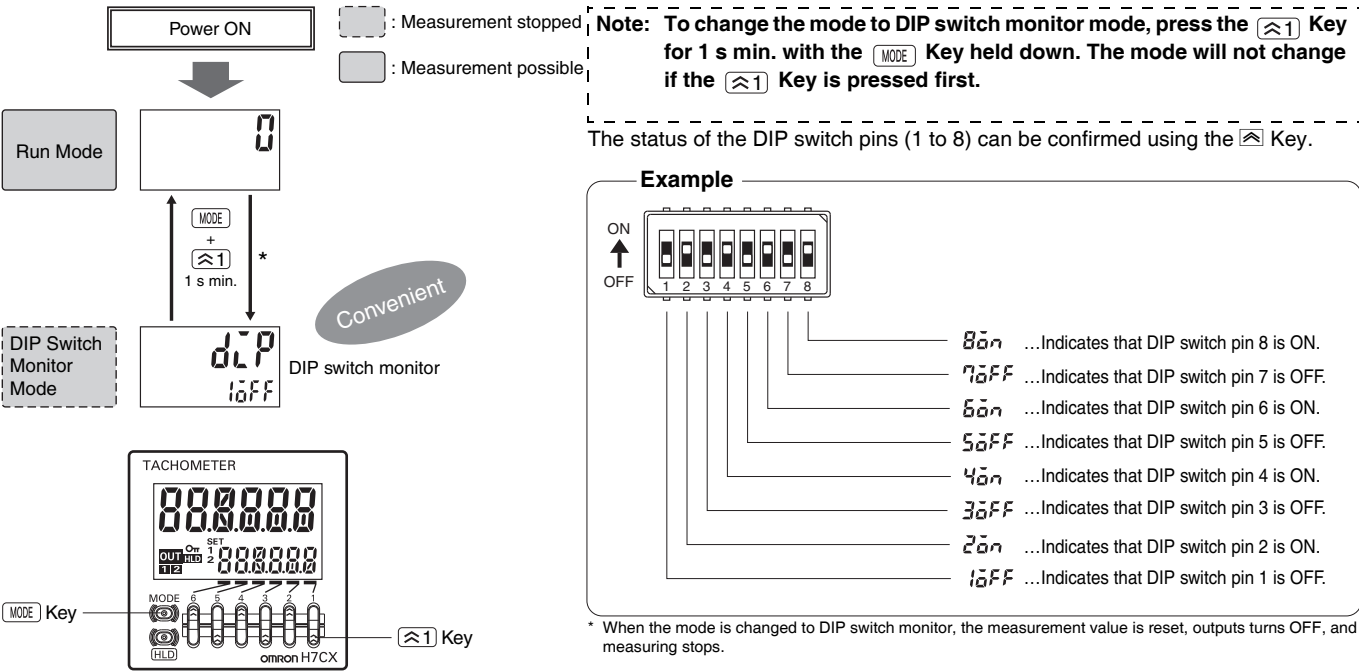 Power ON
: Measurement stopped
: Measurement possible
Run Mode
0
MODE
+
1
1 s min.
*
Convenient
DIP Switch
Monitor
Mode
dip
1oFF
DIP switch monitor
TACHOMETER
888888
OUT
HLD
1 2
SET
1
2
888888
MODE 6 5 4 3 2 1
HLD
OMRON H7CX
MODE Key
1 Key
Note: To change the mode to DIP switch monitor mode, press the 1 Key
for 1 s min. with the MODE Key held down. The mode will not change
if the 1 Key is pressed first.
The status of the DIP switch pins (1 to 8) can be confirmed using the Key.
Example
ON
OFF
1 2 3 4 5 6 7 8
8on ...Indicates that DIP switch pin 8 is ON.
7oFF ...Indicates that DIP switch pin 7 is OFF.
6on ...Indicates that DIP switch pin 6 is ON.
5oFF ...Indicates that DIP switch pin 5 is OFF.
4on ...Indicates that DIP switch pin 4 is ON.
3oFF ...Indicates that DIP switch pin 3 is OFF.
2on ...Indicates that DIP switch pin 2 is ON.
1oFF ...Indicates that DIP switch pin 1 is OFF.
* When the mode is changed to DIP switch monitor, the measurement value is reset, outputs turns OFF, and
measuring stops.